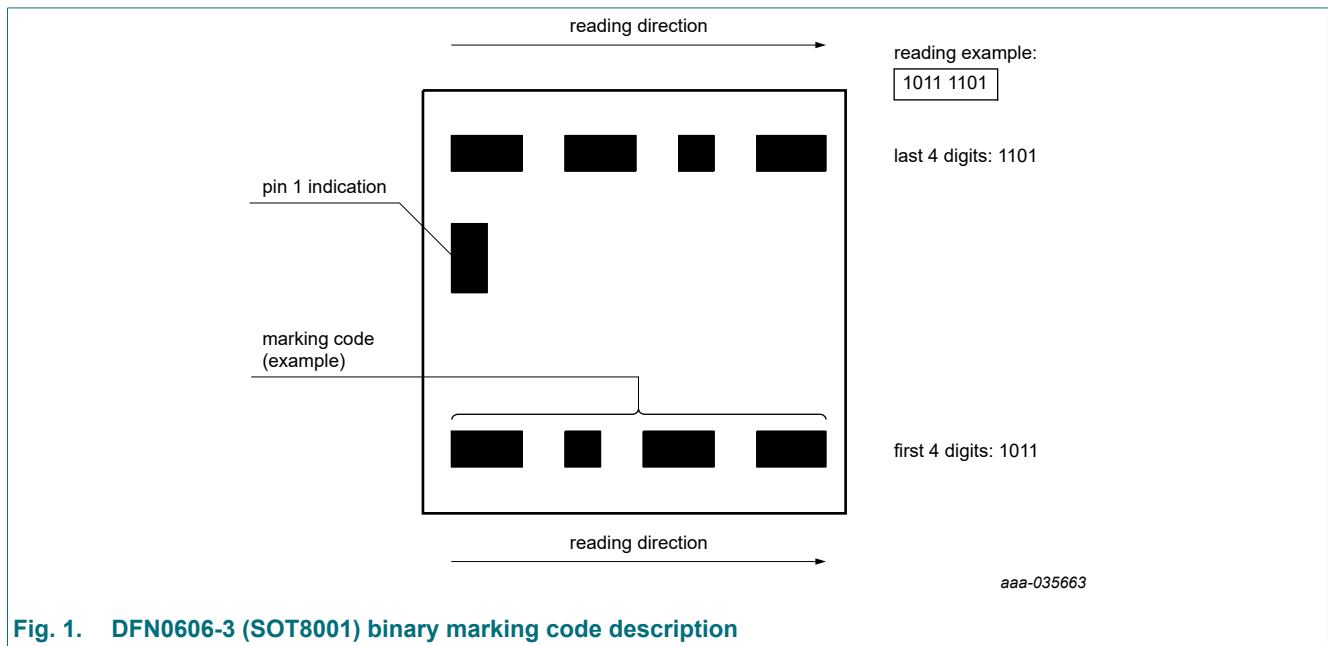 reading direction
reading example:
1011 1101
last 4 digits: 1101
pin 1 indication
marking code
(example)
first 4 digits: 1011
reading direction
aaa-035663
Fig. 1. DFN0606-3 (SOT8001) binary marking code description